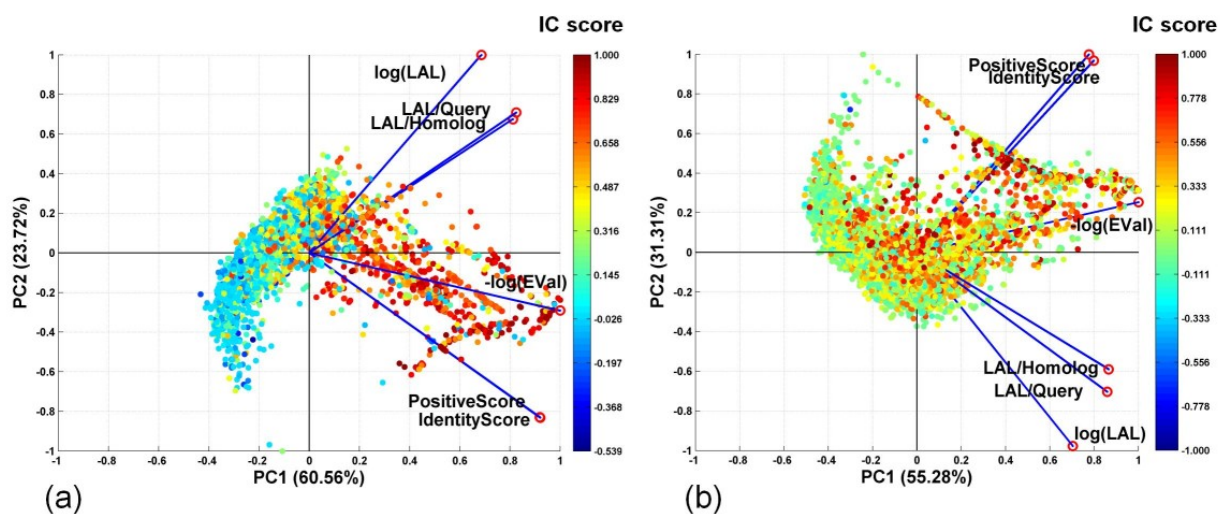 IC score
1
0.8
0.6
0.4
0.2
0
-0.2
-0.4
-0.6
-0.8
-1
-1 -0.8 -0.6 -0.4 -0.2 0 0.2 0.4 0.6 0.8 1
PC2 (23.72%)
PC1 (60.56%)
log(LAL)
LAL/Query
LAL/Homolog
-log(EVal)
PositiveScore
IdentityScore
1.000
0.829
0.658
0.487
0.316
0.145
-0.026
-0.197
-0.368
-0.539
(a)
IC score
1
0.8
0.6
0.4
0.2
0
-0.2
-0.4
-0.6
-0.8
-1
-1 -0.8 -0.6 -0.4 -0.2 0 0.2 0.4 0.6 0.8 1
PC2 (31.31%)
PC1 (55.28%)
PositiveScore
IdentityScore
-log(EVal)
LAL/Homolog
LAL/Query
log(LAL)
1.000
0.778
0.556
0.333
0.111
-0.111
-0.333
-0.556
-0.778
-1.000
(b)